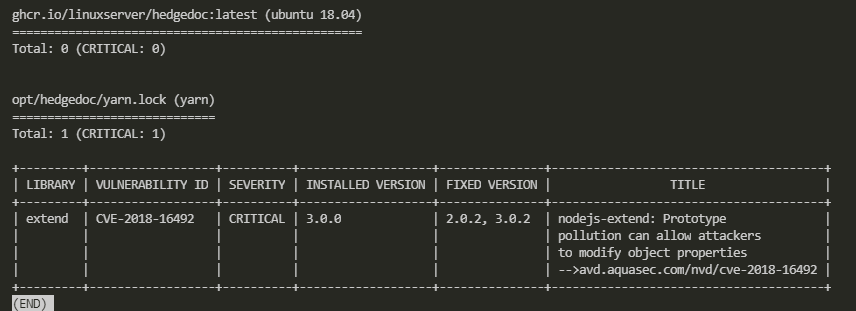 ghcr.io/linuxserver/hedgedoc:latest (ubuntu 18.04)
==================================================
Total: 0 (CRITICAL: 0)
opt/hedgedoc/yarn.lock (yarn)
=============================
Total: 1 (CRITICAL: 1)
+---------+------------------+----------+-------------------+---------------+---------------------------------------+
| LIBRARY | VULNERABILITY ID | SEVERITY | INSTALLED VERSION | FIXED VERSION |                 TITLE                 |
+---------+------------------+----------+-------------------+---------------+---------------------------------------+
| extend  | CVE-2018-16492   | CRITICAL | 3.0.0             | 2.0.2, 3.0.2  | nodejs-extend: Prototype              |
|         |                  |          |                   |               | pollution can allow attackers         |
|         |                  |          |                   |               | to modify object properties           |
|         |                  |          |                   |               | -->avd.aquasec.com/nvd/cve-2018-16492 |
+---------+------------------+----------+-------------------+---------------+---------------------------------------+
(END)